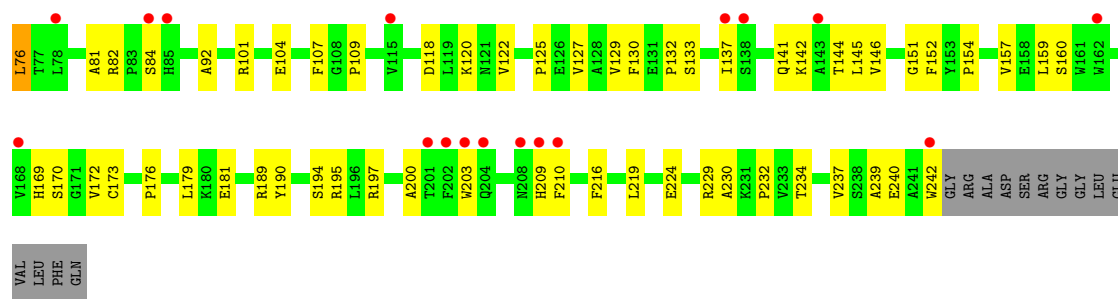 L76 T77 L78 A81 R82 P83 S84 H85 A92 R101 E104 F107 G108 P109 V115 D118 L119 K120 N121 V122 P125 E126 V127 A128 V129 F130 E131 P132 S133 I137 S138 Q141 K142 A143 T144 L145 V146 G151 F152 Y153 P154 V157 E158 L159 S160 W161 W162
V168 H169 S170 G171 V172 C173 P176 L179 K180 E181 R189 Y190 S194 R195 L196 R197 A200 T201 F202 W203 Q204 N208 H209 F210 F216 L219 E224 R229 A230 K231 P232 V233 T234 V237 S238 A239 E240 A241 W242 GLY ARG ALA ASP SER ARG GLY GLY LEU GLU
VAL LEU PHE GLN